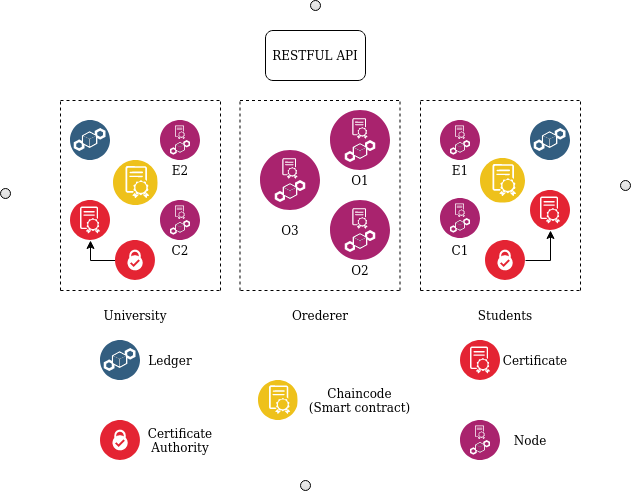 RESTFUL API
E2
C2
O1
O3
O2
E1
C1
University
Orederer
Students
Ledger
Certificate
Chaincode
(Smart contract)
Certificate
Authority
Node